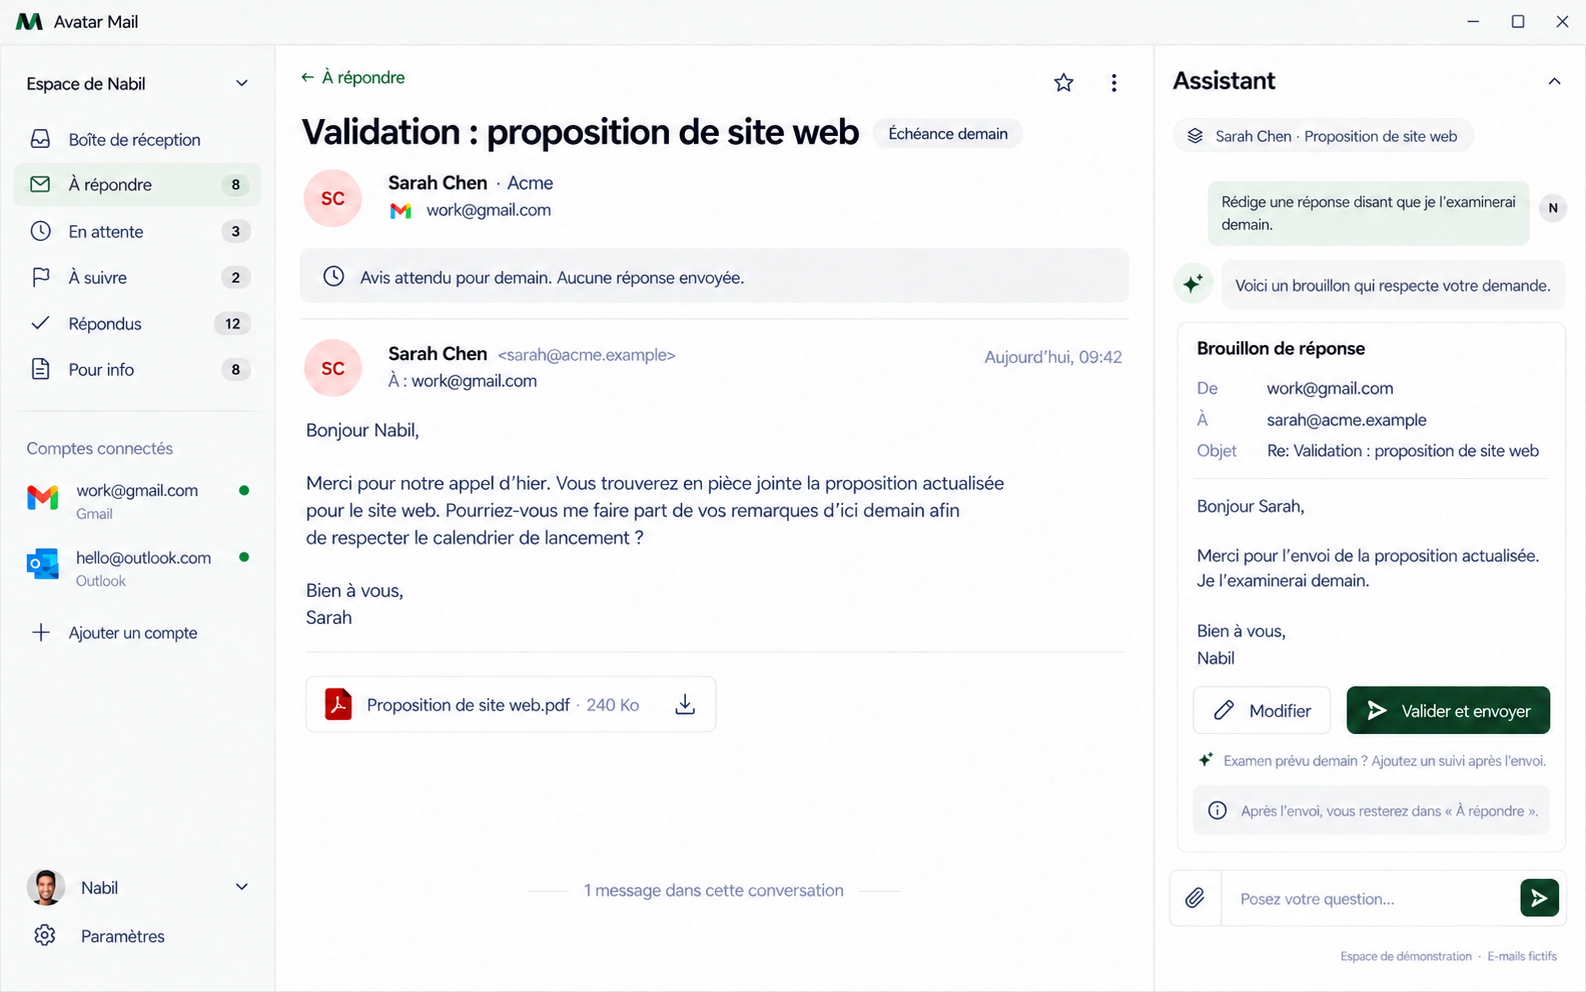 Avatar Mail
Espace de Nabil
Boîte de réception
À répondre 8
En attente 3
À suivre 2
Répondus 12
Pour info 8
Comptes connectés
work@gmail.com
Gmail
hello@outlook.com
Outlook
Ajouter un compte
Nabil
Paramètres
← À répondre
Validation : proposition de site web
Échéance demain
SC
Sarah Chen · Acme
work@gmail.com
Avis attendu pour demain. Aucune réponse envoyée.
SC
Sarah Chen <sarah@acme.example>
Aujourd’hui, 09:42
À : work@gmail.com
Bonjour Nabil,
Merci pour notre appel d’hier. Vous trouverez en pièce jointe la proposition actualisée
pour le site web. Pourriez-vous me faire part de vos remarques d’ici demain afin
de respecter le calendrier de lancement ?
Bien à vous,
Sarah
Proposition de site web.pdf · 240 Ko
1 message dans cette conversation
Assistant
Sarah Chen · Proposition de site web
Rédige une réponse disant que je l’examinerai
demain.
N
Voici un brouillon qui respecte votre demande.
Brouillon de réponse
De work@gmail.com
À sarah@acme.example
Objet Re: Validation : proposition de site web
Bonjour Sarah,
Merci pour l’envoi de la proposition actualisée.
Je l’examinerai demain.
Bien à vous,
Nabil
Modifier
Valider et envoyer
Examen prévu demain ? Ajoutez un suivi après l’envoi.
Après l’envoi, vous resterez dans « À répondre ».
Posez votre question...
Espace de démonstration · E-mails fictifs